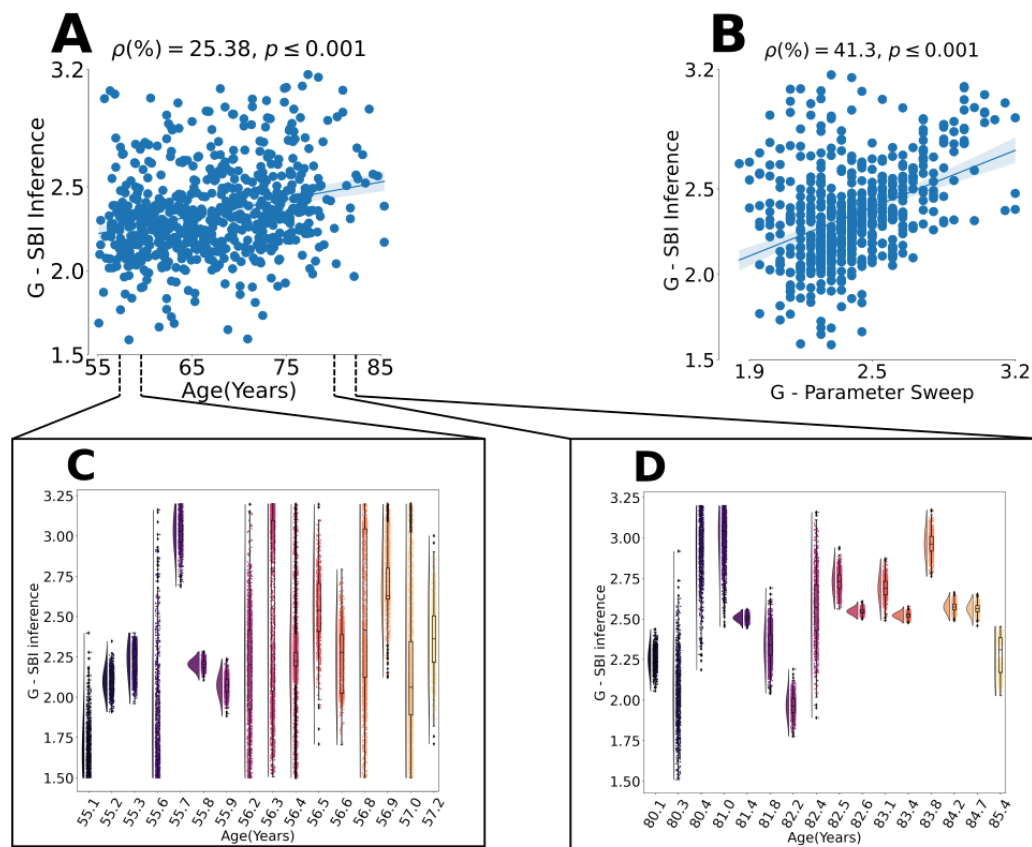 A
ρ(%) = 25.38, p ≤ 0.001
3.2
2.5
2.0
1.5
G - SBI Inference
55 65 75 85
Age(Years)
B
ρ(%) = 41.3, p ≤ 0.001
3.2
2.5
2.0
1.5
G - SBI Inference
1.9 2.5 3.2
G - Parameter Sweep
C
3.25
3.00
2.75
2.50
2.25
2.00
1.75
1.50
G - SBI inference
55.1 55.2 55.3 55.6 55.7 55.8 55.9 56.2 56.3 56.4 56.5 56.6 56.8 56.9 57.0 57.2
Age(Years)
D
3.25
3.00
2.75
2.50
2.25
2.00
1.75
1.50
G - SBI inference
80.1 80.3 80.4 81.0 81.4 81.8 82.2 82.4 82.5 82.6 83.1 83.4 83.8 84.2 84.7 85.4
Age(Years)